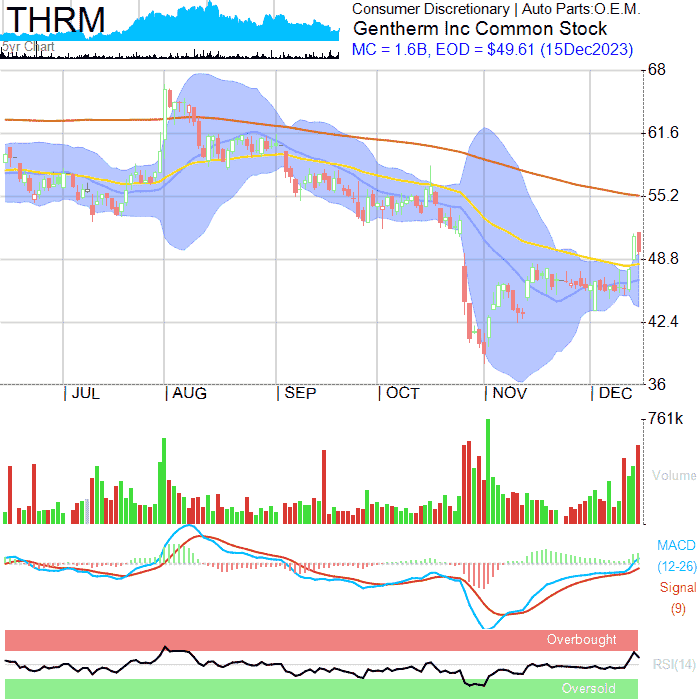 THRM
5yr Chart
Consumer Discretionary | Auto Parts:O.E.M.
Gentherm Inc Common Stock
MC = 1.6B, EOD = $49.61 (15Dec2023)
68
61.6
55.2
48.8
42.4
36
| JUL | AUG | SEP | OCT | NOV | DEC
761k
Volume
MACD
(12-26)
Signal
(9)
Overbought
RSI(14)
Oversold